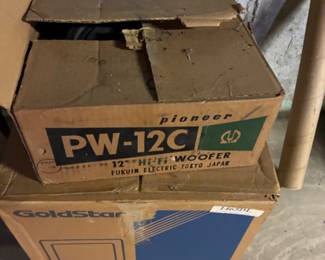 pioneer
PW-12C
12" HI-FI WOOFER
FUKUIN ELECTRIC TOKYO JAPAN
GoldStar